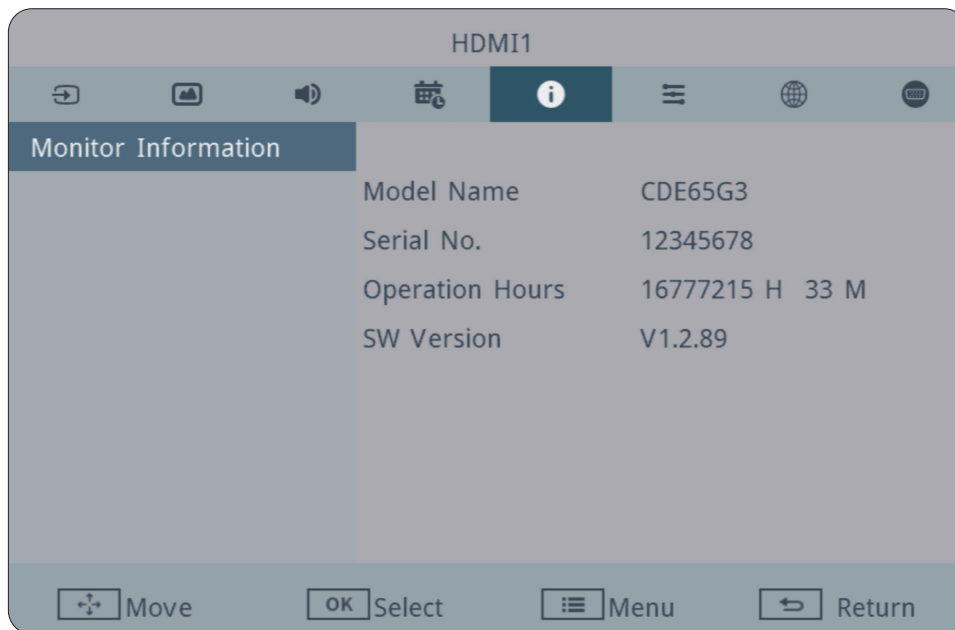 HDMI1
Monitor Information
Model Name CDE65G3
Serial No. 12345678
Operation Hours 16777215 H 33 M
SW Version V1.2.89
Move OK Select Menu Return